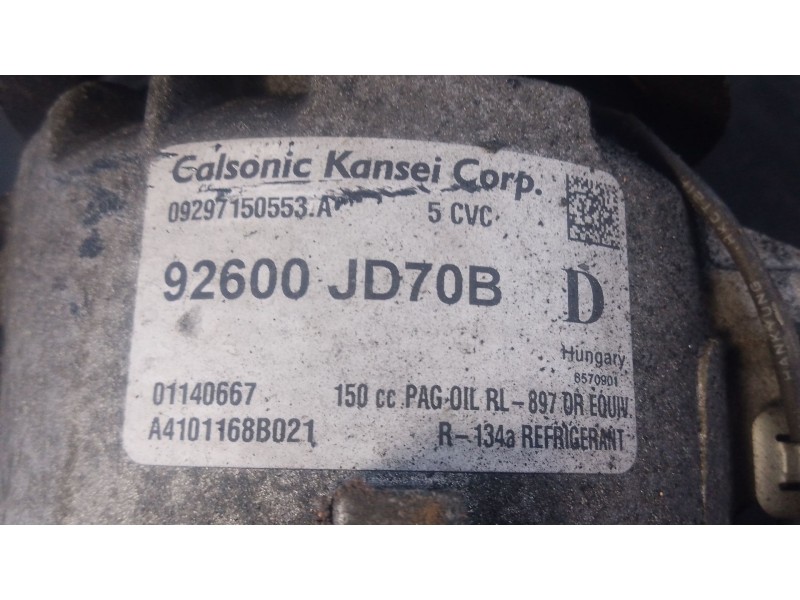 Calsonic Kansei Corp.
09297150553.A 5 CVC
92600 JD70B D
Hungary
8570901
01140667 150 cc PAG OIL RL-897 OR EQUIV.
A4101168B021 R-134a REFRIGERANT